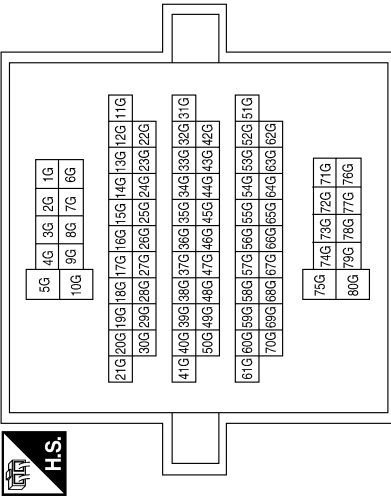 H.S.
5G 4G 3G 2G 1G
10G 9G 8G 7G 6G
21G 20G 19G 18G 17G 16G 15G 14G 13G 12G 11G
30G 29G 28G 27G 26G 25G 24G 23G 22G
41G 40G 39G 38G 37G 36G 35G 34G 33G 32G 31G
50G 49G 48G 47G 46G 45G 44G 43G 42G
61G 60G 59G 58G 57G 56G 55G 54G 53G 52G 51G
70G 69G 68G 67G 66G 65G 64G 63G 62G
75G 74G 73G 72G 71G
80G 79G 78G 77G 76G